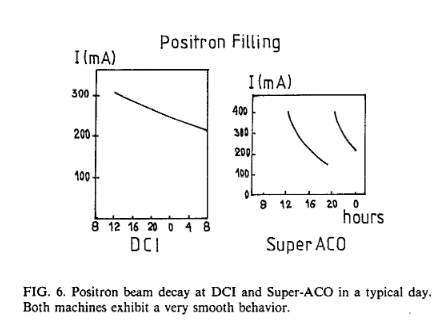 Positron Filling
I (mA)
300
200
100
8 12 16 20 0 4 8
DCI
I (mA)
400
300
200
100
0
8 12 16 20 0
hours
Super ACO
FIG. 6. Positron beam decay at DCI and Super-ACO in a typical day.
Both machines exhibit a very smooth behavior.